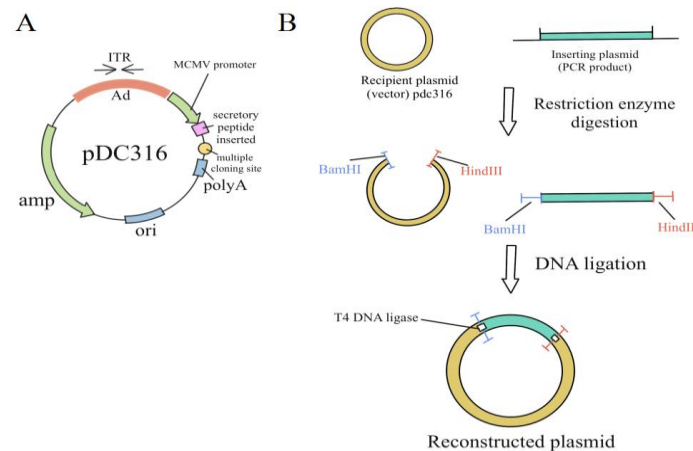 A
ITR
Ad
MCMV promoter
secretory
peptide
inserted
multiple
cloning site
polyA
pDC316
amp
ori
B
Recipient plasmid
(vector) pdc316
Inserting plasmid
(PCR product)
Restriction enzyme
digestion
BamHI
HindIII
BamHI
HindII
DNA ligation
T4 DNA ligase
Reconstructed plasmid